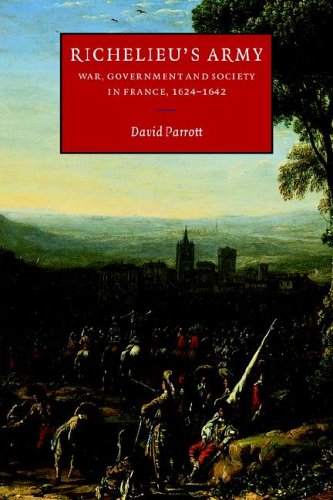 RICHELIEU'S ARMY
WAR, GOVERNMENT AND SOCIETY
IN FRANCE, 1624–1642
David Parrott